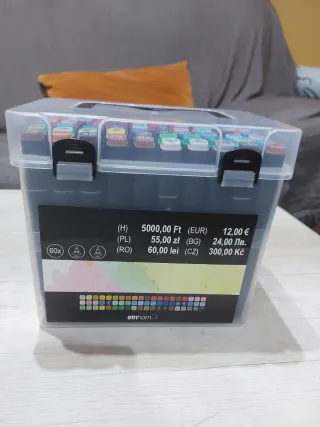 (H) 5000,00 Ft (EUR) 12,00 €
(PL) 55,00 zł (BG) 24,00 Лв.
(RO) 60,00 lei (CZ) 300,00 Kč
60x
einhorn